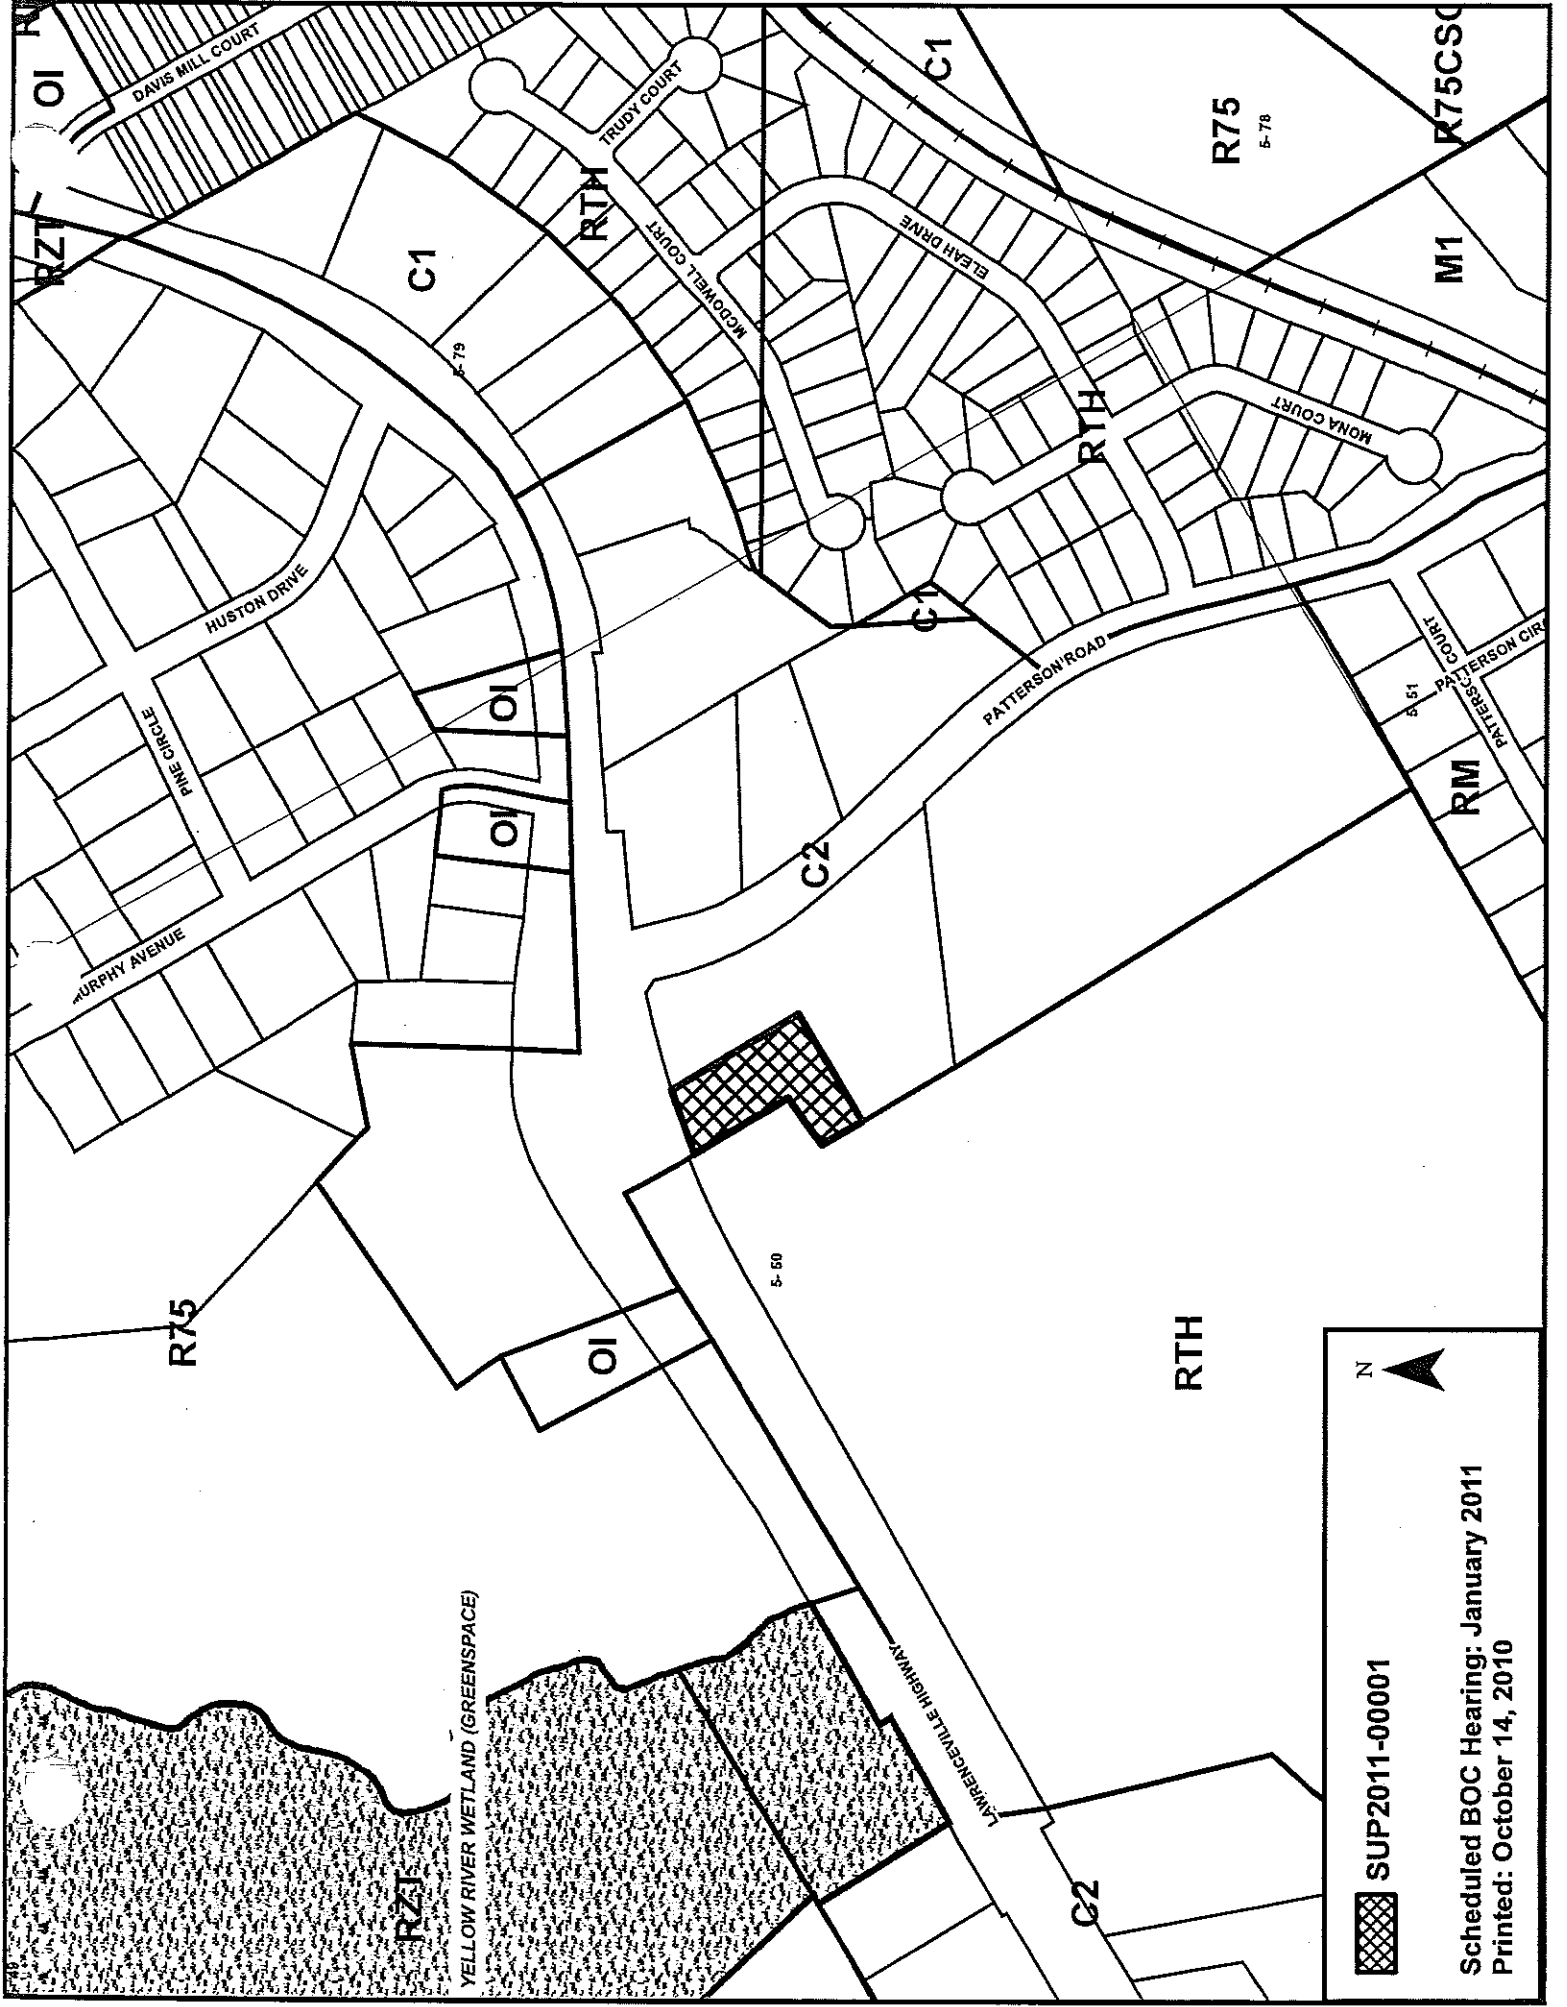 R75
RZT
YELLOW RIVER WETLAND (GREENSPACE)
OI
LAWRENCEVILLE HIGHWAY
C2
RTH
5- 50
MURPHY AVENUE
PINE CIRCLE
HUSTON DRIVE
OI
OI
C2
PATTERSON ROAD
C1
RM
5- 51
PATTERSON CIR
COURT
RZT
OI
DAVIS MILL COURT
C1
5- 79
RTH
TRUDY COURT
MCDOWELL COURT
ELEAH DRIVE
RTH
MONA COURT
C1
R75
5- 78
R75CSO
M1
N
SUP20111-00001
Scheduled BOC Hearing: January 2011
Printed: October 14, 2010